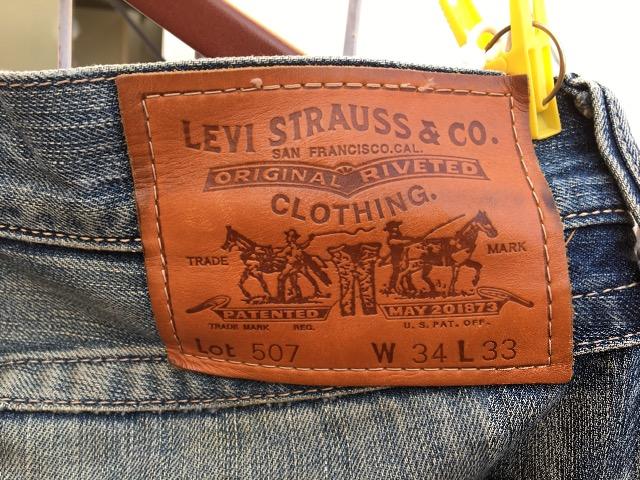 LEVI STRAUSS & CO.
SAN FRANCISCO.CAL.
ORIGINAL RIVETED
CLOTHING.
TRADE MARK
PATENTED MAY 20 1873
TRADE MARK REG. U.S. PAT. OFF.
Lot 507 W 34 L 33